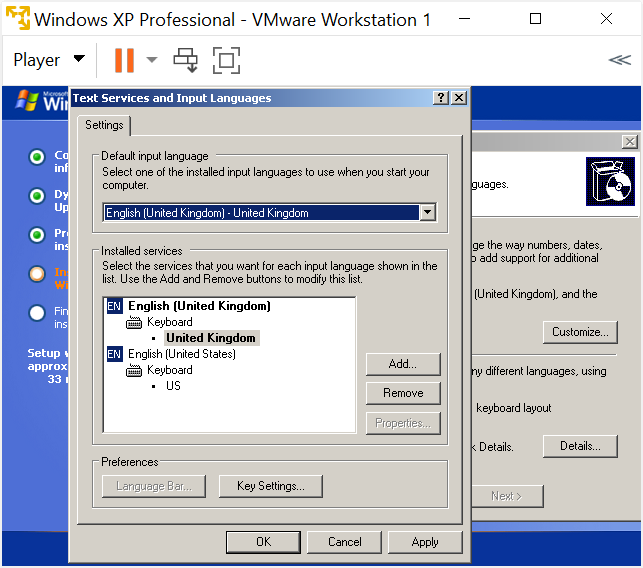 Windows XP Professional - VMware Workstation 1
Player
Microsoft
Win
Text Services and Input Languages
Settings
Default input language
Select one of the installed input languages to use when you start your
computer.
English (United Kingdom) - United Kingdom
Installed services
Select the services that you want for each input language shown in the
list. Use the Add and Remove buttons to modify this list.
EN English (United Kingdom)
Keyboard
• United Kingdom
EN English (United States)
Keyboard
• US
Add...
Remove
Properties...
Preferences
Language Bar...
Key Settings...
OK
Cancel
Apply
Co
inf
Dy
Up
Pr
ins
Ins
Wi
Fin
ins
Setup w
approx
33 m
guages.
ge the way numbers, dates,
o add support for additional
(United Kingdom), and the
Customize...
ny different languages, using
keyboard layout
k Details.
Details...
Next >